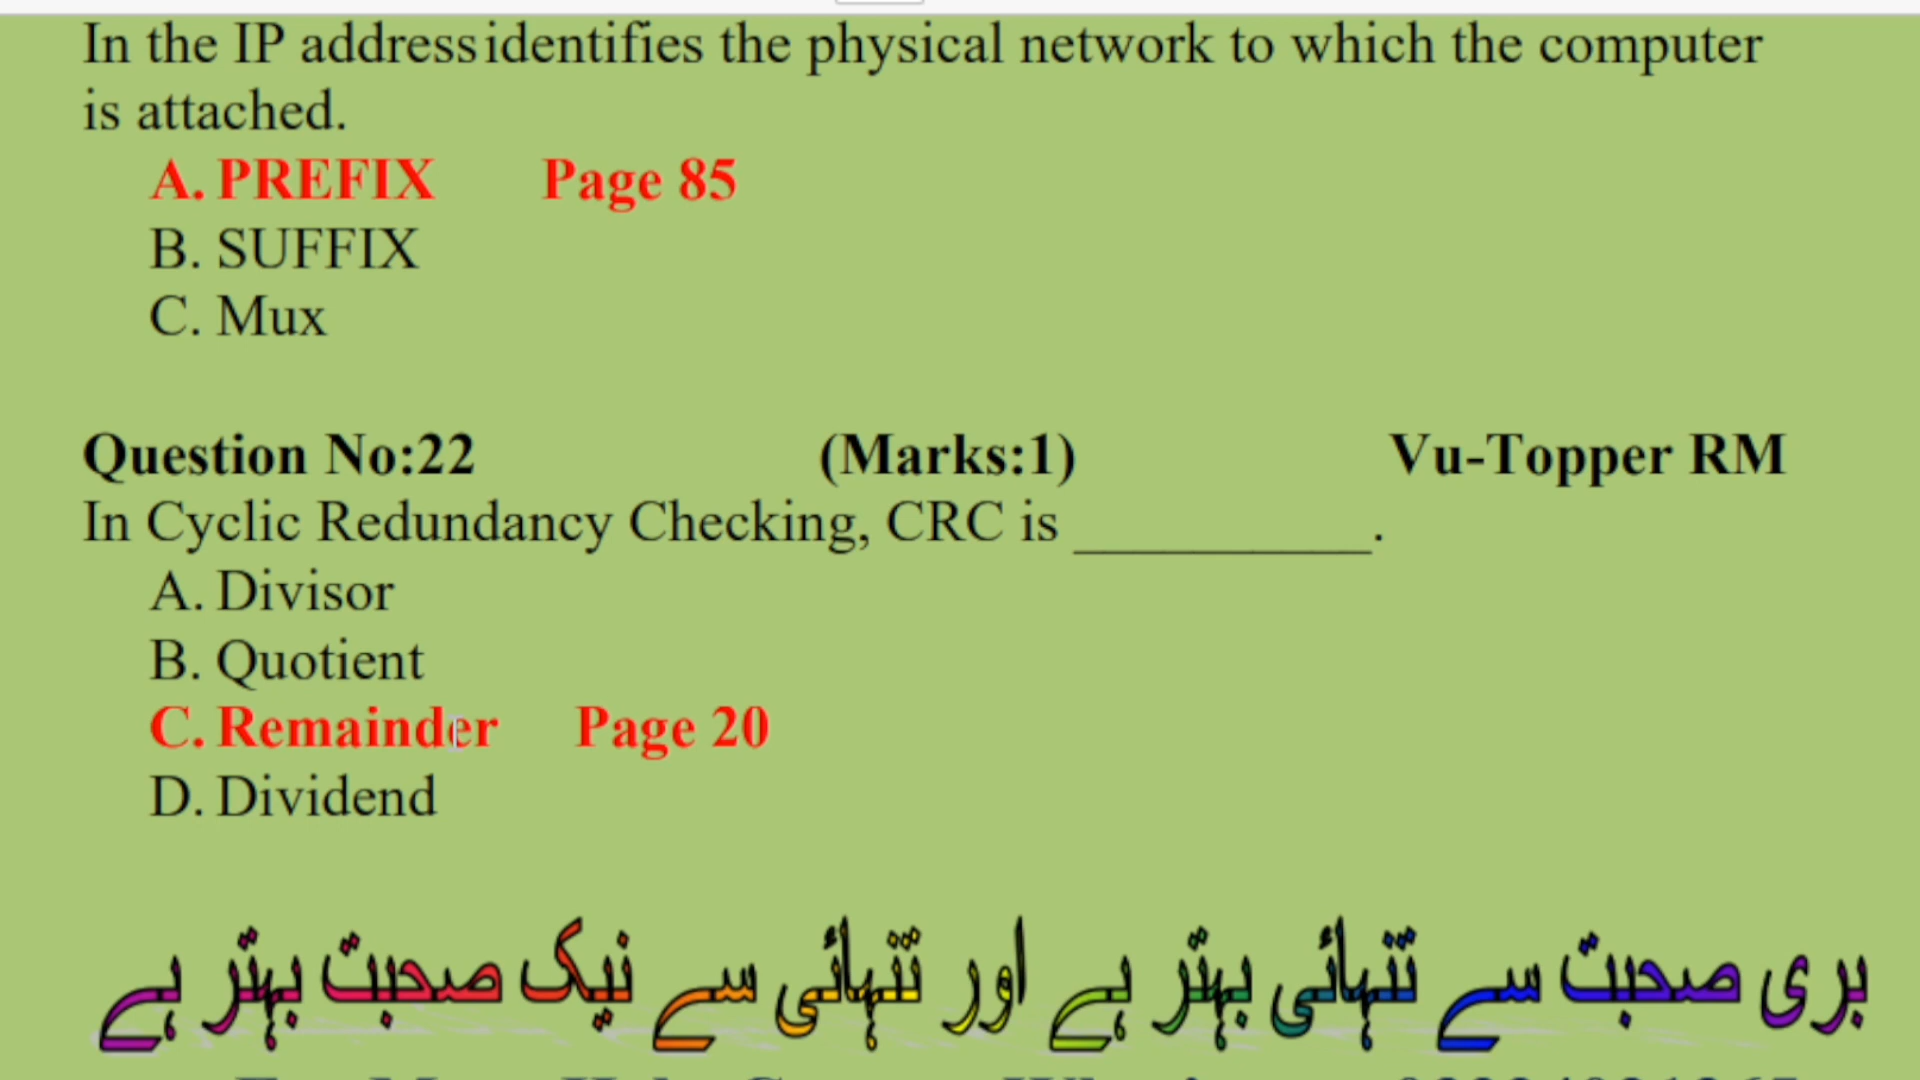 In the IP address identifies the physical network to which the computer
is attached.
A. PREFIX Page 85
B. SUFFIX
C. Mux
Question No:22 (Marks:1) Vu-Topper RM
In Cyclic Redundancy Checking, CRC is __________.
A. Divisor
B. Quotient
C. Remainder Page 20
D. Dividend
بری صحبت سے تنہائی بہتر ہے اور تنہائی سے نیک صحبت بہتر ہے